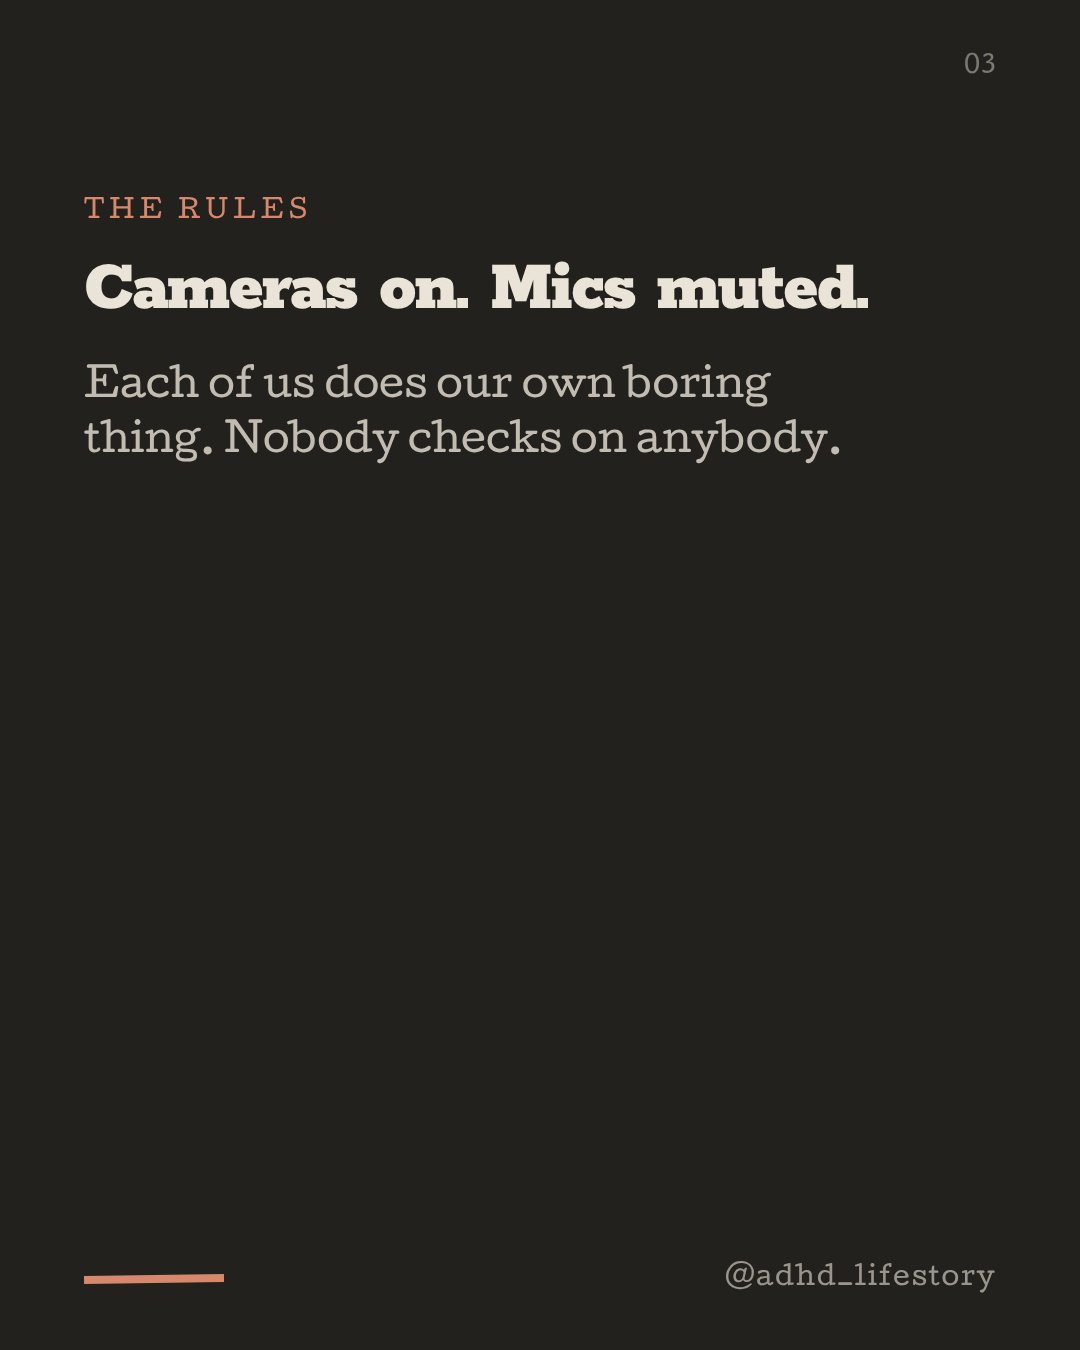 03
THE RULES
Cameras on. Mics muted.
Each of us does our own boring
thing. Nobody checks on anybody.
@adhd_lifestory